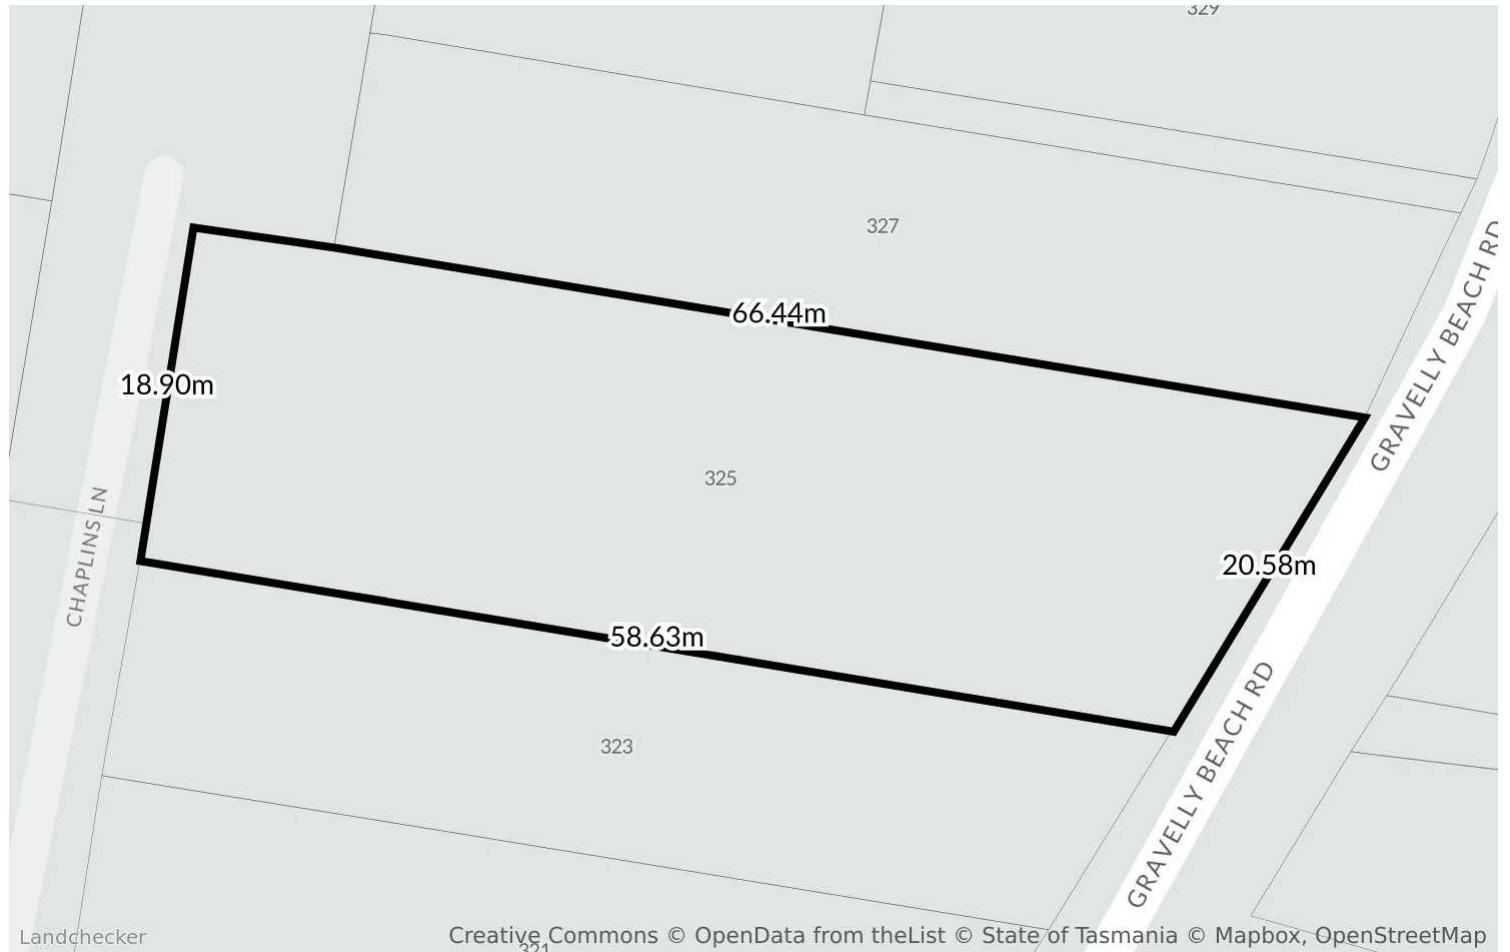 329
327
66.44m
18.90m
GRAVELLY BEACH RD
325
CHAPLINS LN
20.58m
58.63m
GRAVELLY BEACH RD
323
Landchecker
Creative Commons © OpenData from theList © State of Tasmania © Mapbox, OpenStreetMap
321